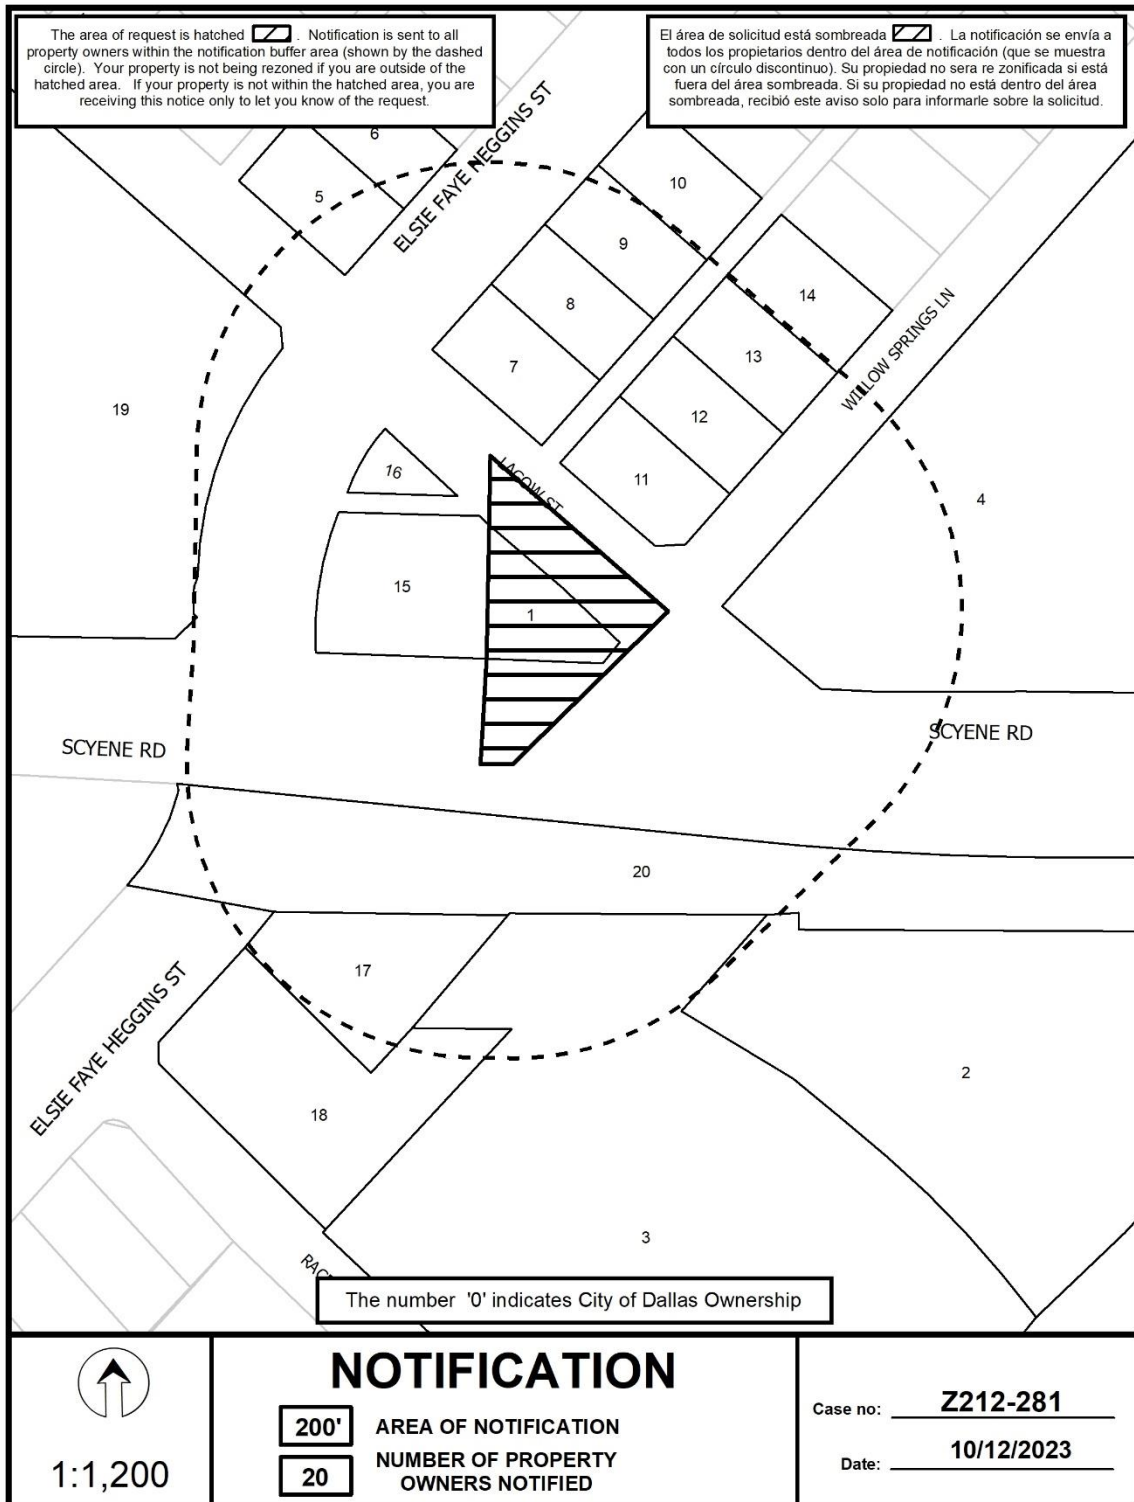 The area of request is hatched . Notification is sent to all
property owners within the notification buffer area (shown by the dashed
circle). Your property is not being rezoned if you are outside of the
hatched area. If your property is not within the hatched area, you are
receiving this notice only to let you know of the request.
El área de solicitud está sombreada . La notificación se envía a
todos los propietarios dentro del área de notificación (que se muestra
con un círculo discontinuo). Su propiedad no sera re zonificada si está
fuera del área sombreada. Si su propiedad no está dentro del área
sombreada, recibió este aviso solo para informarle sobre la solicitud.
6
5
ELSIE FAYE HEGGINS ST
10
9
8
7
14
13
12
11
WILLOW SPRINGS LN
19
16
LAGOW ST
4
15
1
SCYENE RD
SCYENE RD
20
17
ELSIE FAYE HEGGINS ST
18
2
3
The number '0' indicates City of Dallas Ownership
1:1,200
NOTIFICATION
200' AREA OF NOTIFICATION
20 NUMBER OF PROPERTY
OWNERS NOTIFIED
Case no: Z212-281
Date: 10/12/2023